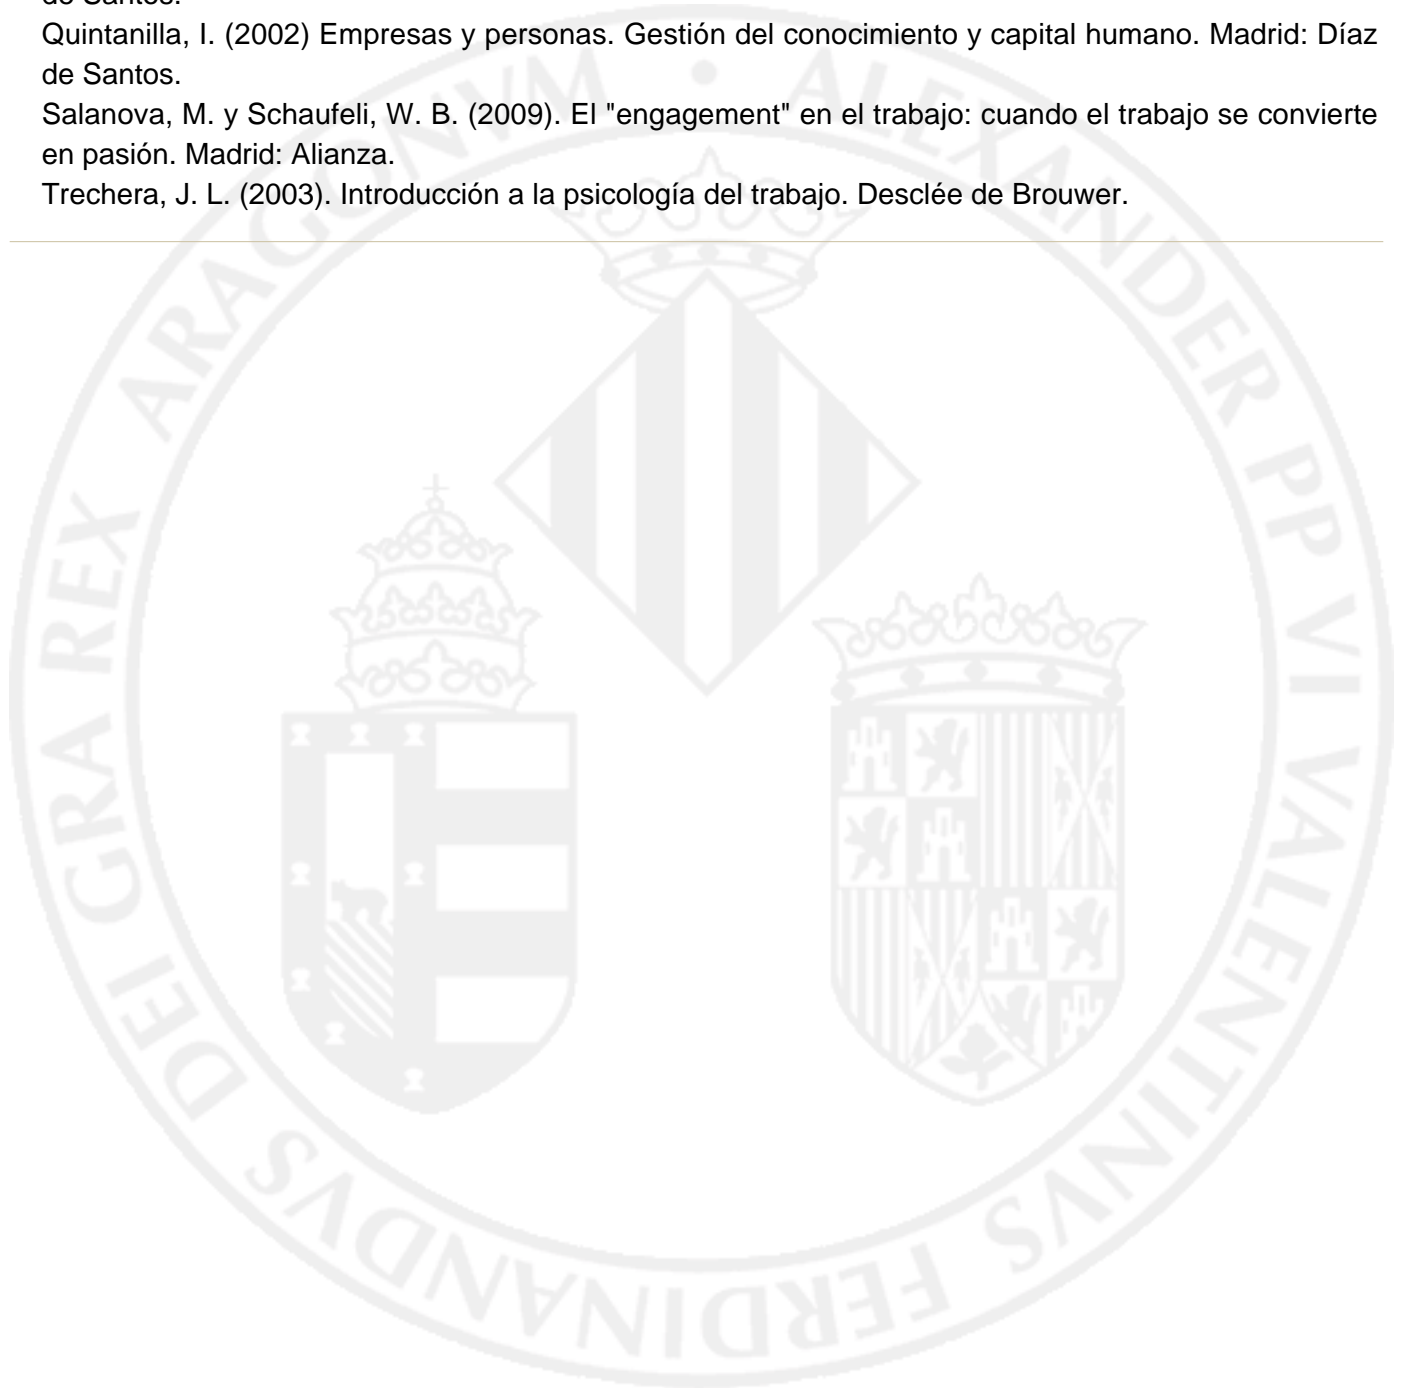 de Santos.
Quintanilla, I. (2002) Empresas y personas. Gestión del conocimiento y capital humano. Madrid: Díaz
de Santos.
Salanova, M. y Schaufeli, W. B. (2009). El "engagement" en el trabajo: cuando el trabajo se convierte
en pasión. Madrid: Alianza.
Trechera, J. L. (2003). Introducción a la psicología del trabajo. Desclée de Brouwer.
ALEXANDER PP VI VALENTINVS FERDINANDVS DEI GRA REX ARAGONVM